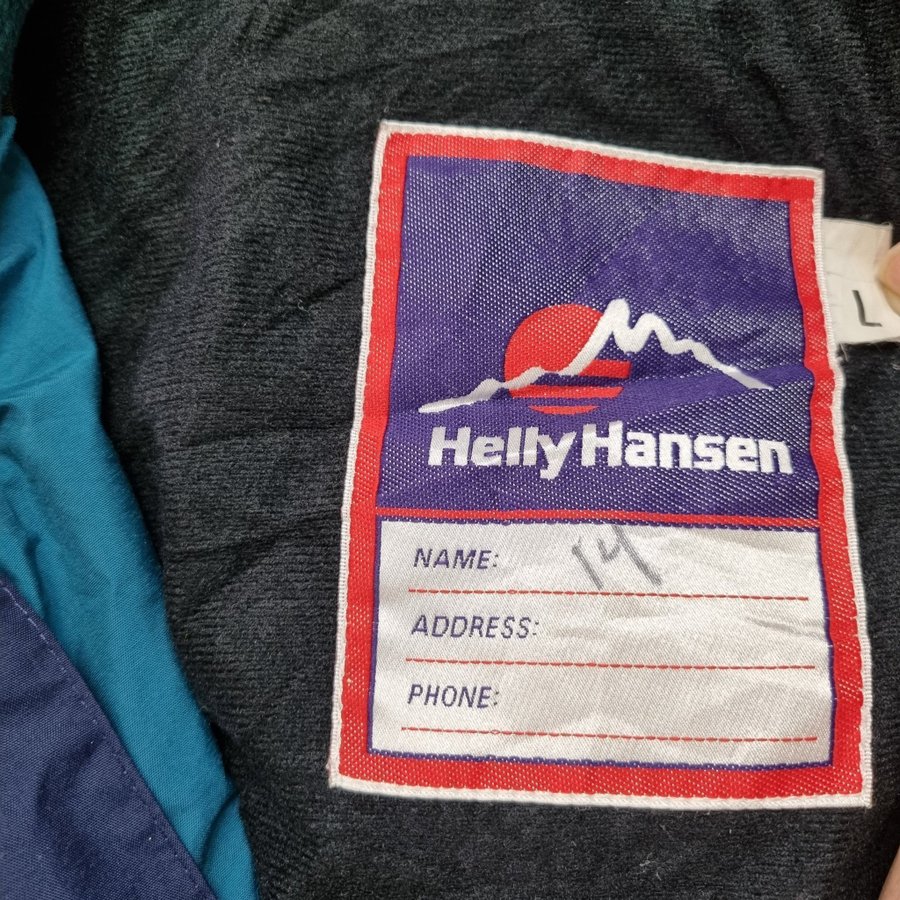 L
Helly Hansen
NAME: 14
ADDRESS:
PHONE: